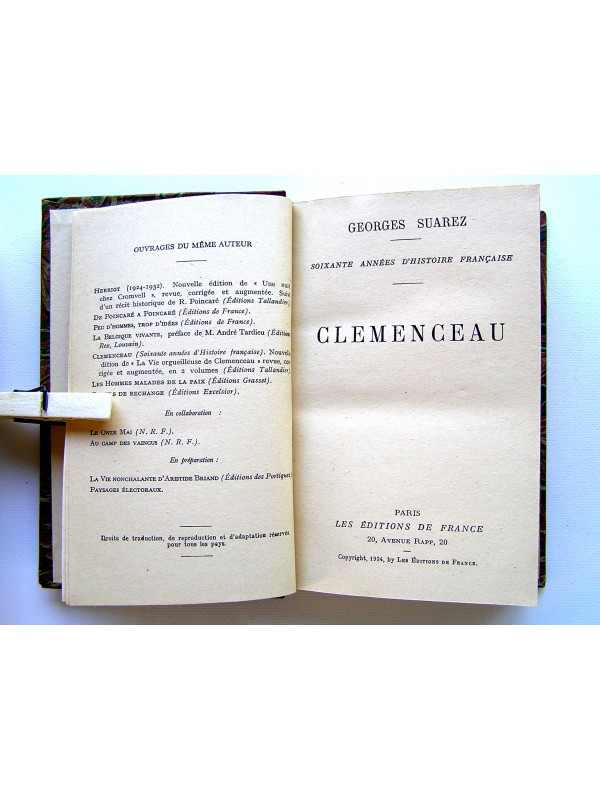 OUVRAGES DU MÊME AUTEUR
HERRIOT (1924-1932). Nouvelle édition de « Une nuit
chez Cromvell », revue, corrigée et augmentée. Suivi
d'un récit historique de R. Poincaré (Éditions Tallandier).
DE POINCARÉ A POINCARÉ (Éditions de France).
PEU D'HOMMES, TROP D'IDÉES (Éditions de France).
LA BELGIQUE VIVANTE, préface de M. André Tardieu (Éditions
Rex, Louvain).
CLEMENCEAU (Soixante années d'Histoire française). Nouvelle
édition de « La Vie orgueilleuse de Clemenceau » revue, cor-
rigée et augmentée, en 2 volumes (Éditions Tallandier).
LES HOMMES MALADES DE LA PAIX (Éditions Grasset).
DE RECHANGE (Éditions Excelsior).
En collaboration :
LE ONZE MAI (N. R. F.).
AU CAMP DES VAINCUS (N. R. F.).
En préparation :
LA VIE NONCHALANTE D'ARISTIDE BRIAND (Éditions des Portiques)
PAYSAGES ÉLECTORAUX.
Droits de traduction, de reproduction et d'adaptation réservés
pour tous les pays.
GEORGES SUAREZ
SOIXANTE ANNÉES D'HISTOIRE FRANÇAISE
CLEMENCEAU
PARIS
LES ÉDITIONS DE FRANCE
20, AVENUE RAPP, 20
Copyright, 1934, by LES ÉDITIONS DE FRANCE.